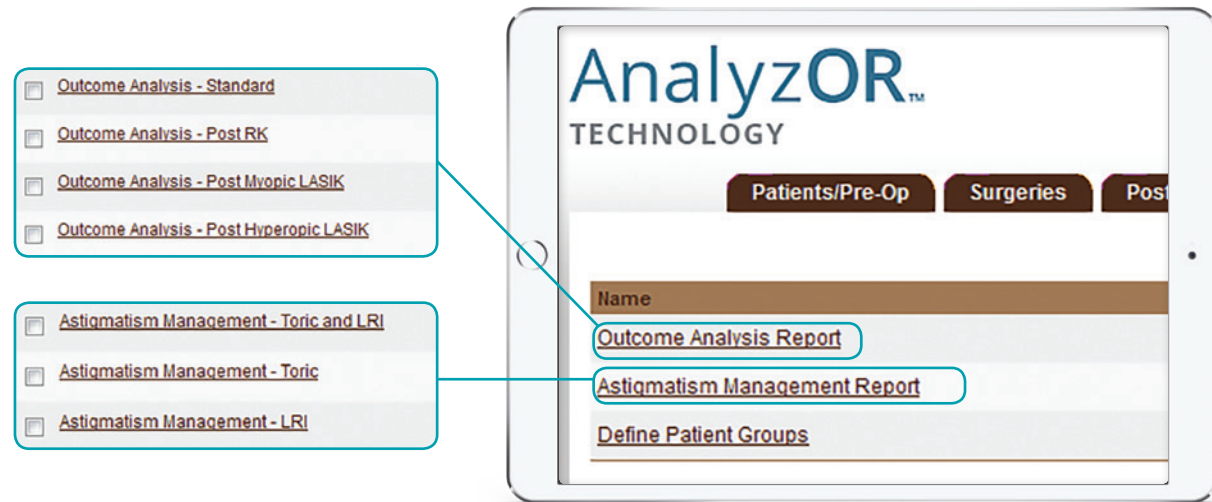 Outcome Analysis - Standard
Outcome Analysis - Post RK
Outcome Analysis - Post Myopic LASIK
Outcome Analysis - Post Hyperopic LASIK
Astigmatism Management - Toric and LRI
Astigmatism Management - Toric
Astigmatism Management - LRI
AnalyzOR™
TECHNOLOGY
Patients/Pre-Op Surgeries Post
Name
Outcome Analysis Report
Astigmatism Management Report
Define Patient Groups